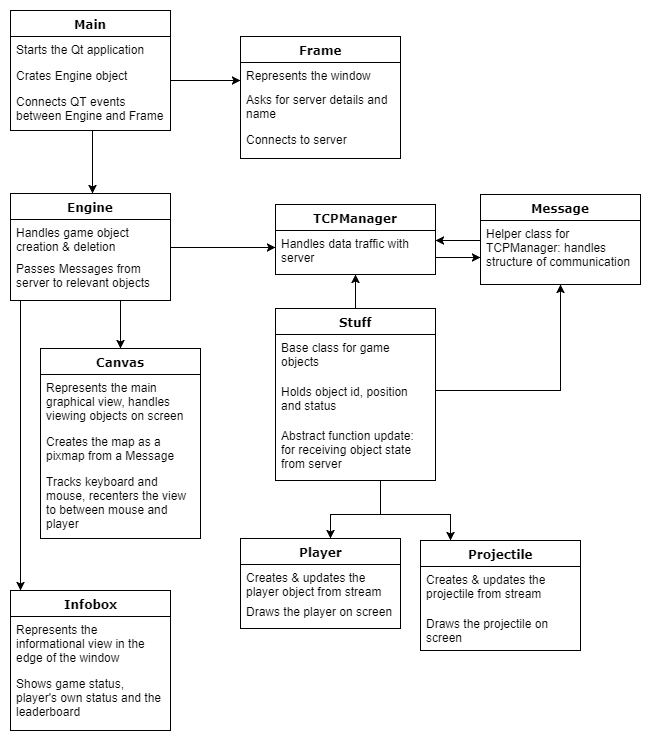 Main
Starts the Qt application
Crates Engine object
Connects QT events
between Engine and Frame
Frame
Represents the window
Asks for server details and
name
Connects to server
Engine
Handles game object
creation & deletion
Passes Messages from
server to relevant objects
TCPManager
Handles data traffic with
server
Message
Helper class for
TCPManager: handles
structure of communication
Stuff
Base class for game
objects
Holds object id, position
and status
Abstract function update:
for receiving object state
from server
Canvas
Represents the main
graphical view, handles
viewing objects on screen
Creates the map as a
pixmap from a Message
Tracks keyboard and
mouse, recenters the view
to between mouse and
player
Player
Creates & updates the
player object from stream
Draws the player on screen
Projectile
Creates & updates the
projectile from stream
Draws the projectile on
screen
Infobox
Represents the
informational view in the
edge of the window
Shows game status,
player's own status and the
leaderboard